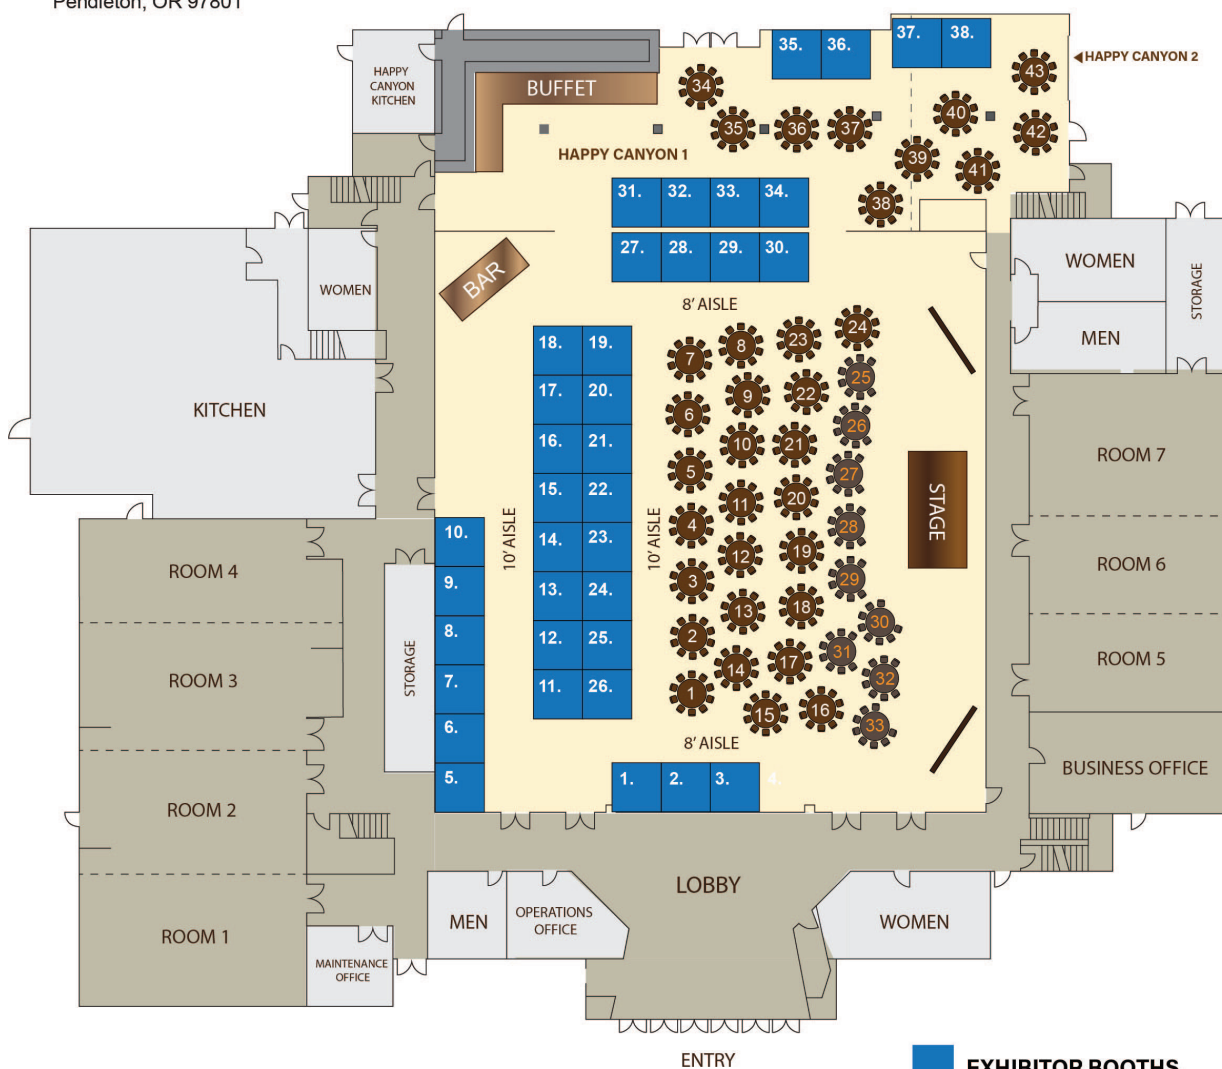 Pendleton, OR 97801
37. 38.
35. 36.
HAPPY CANYON 2
HAPPY
CANYON
KITCHEN
BUFFET
34
43
35
36
37
40
42
HAPPY CANYON 1
39
41
38
31. 32. 33. 34.
27. 28. 29. 30.
WOMEN
BAR
WOMEN
MEN
STORAGE
8' AISLE
18. 19.
17. 20.
16. 21.
15. 22.
14. 23.
13. 24.
12. 25.
11. 26.
7
8
23
24
25
6
9
22
26
10
21
5
27
11
20
4
28
12
19
3
29
13
18
2
30
14
17
31
1
32
15
16
33
KITCHEN
10' AISLE
10' AISLE
STAGE
ROOM 7
ROOM 6
ROOM 5
BUSINESS OFFICE
10.
9.
8.
7.
6.
5.
ROOM 4
ROOM 3
ROOM 2
ROOM 1
STORAGE
8' AISLE
1. 2. 3. 4.
LOBBY
MEN
OPERATIONS
OFFICE
WOMEN
MAINTENANCE
OFFICE
ENTRY
EXHIBITOR BOOTHS